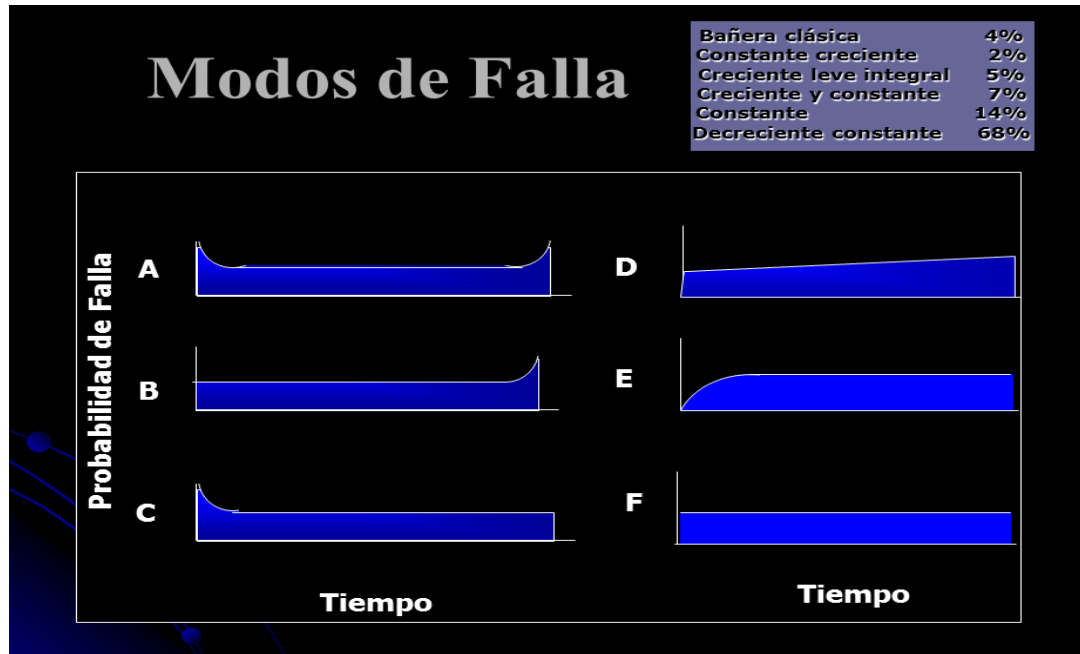 Modos de Falla
Bañera clásica 4%
Constante creciente 2%
Creciente leve integral 5%
Creciente y constante 7%
Constante 14%
Decreciente constante 68%
Probabilidad de Falla
A
B
C
Tiempo
D
E
F
Tiempo